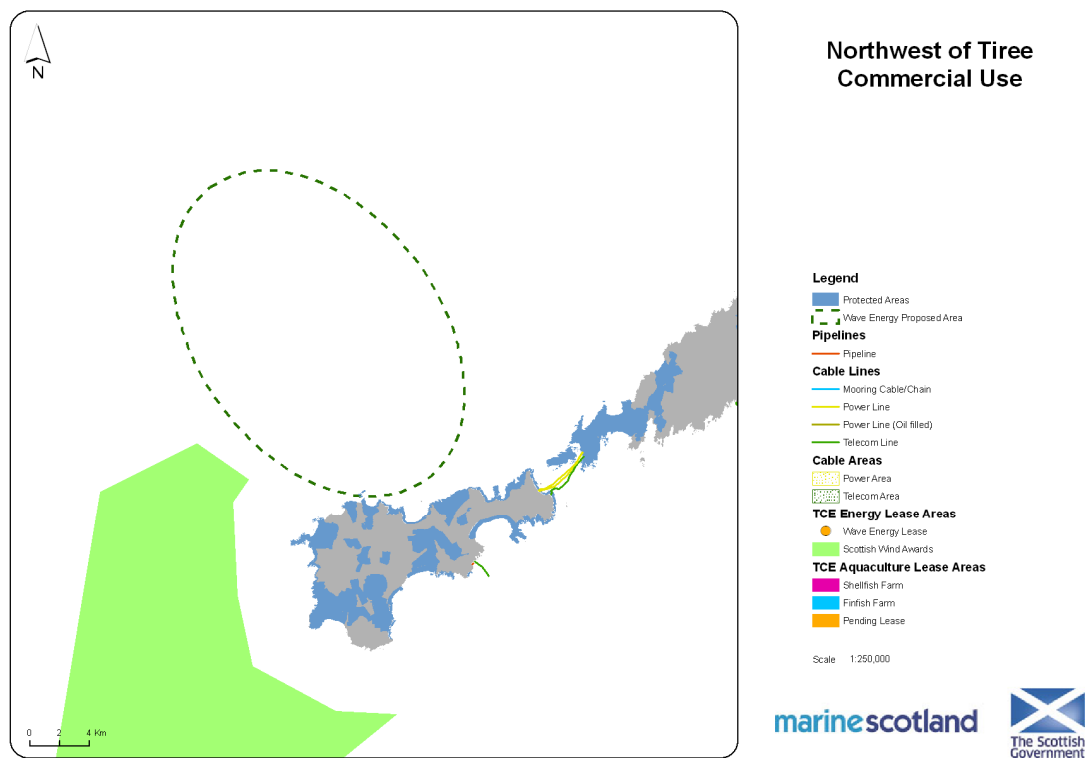 N
Northwest of Tiree
Commercial Use
Legend
Protected Areas
Wave Energy Proposed Area
Pipelines
Pipeline
Cable Lines
Mooring Cable/Chain
Power Line
Power Line (Oil filled)
Telecom Line
Cable Areas
Power Area
Telecom Area
TCE Energy Lease Areas
Wave Energy Lease
Scottish Wind Awards
TCE Aquaculture Lease Areas
Shellfish Farm
Finfish Farm
Pending Lease
Scale 1:250,000
0 2 4 Km
marinescotland
The Scottish
Government